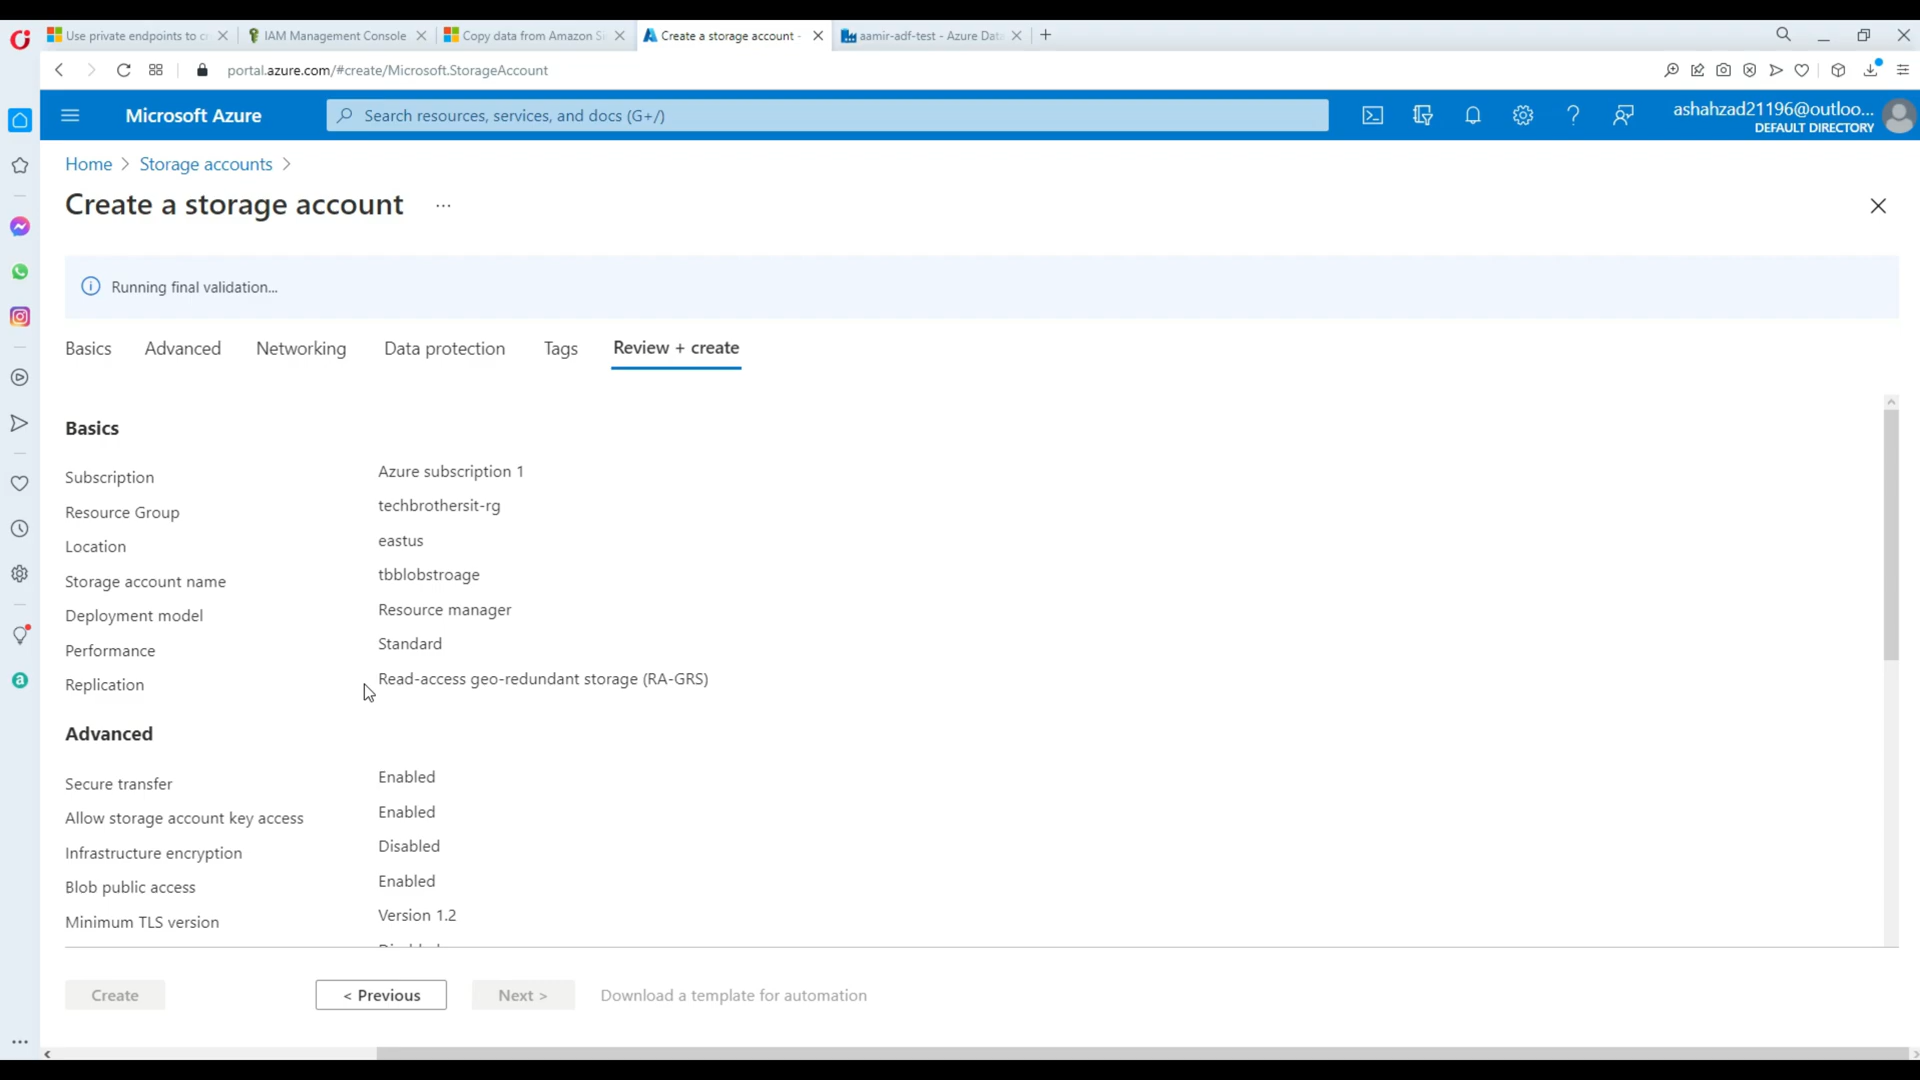 Use private endpoints to c
IAM Management Console
Copy data from Amazon Si
Create a storage account -
aamir-adf-test - Azure Data
portal.azure.com/#create/Microsoft.StorageAccount
Microsoft Azure
Search resources, services, and docs (G+/)
ashahzad21196@outloo...
DEFAULT DIRECTORY
Home > Storage accounts >
Create a storage account ...
Running final validation...
Basics Advanced Networking Data protection Tags Review + create
Basics
Subscription Azure subscription 1
Resource Group techbrothersit-rg
Location eastus
Storage account name tbblobstroage
Deployment model Resource manager
Performance Standard
Replication Read-access geo-redundant storage (RA-GRS)
Advanced
Secure transfer Enabled
Allow storage account key access Enabled
Infrastructure encryption Disabled
Blob public access Enabled
Minimum TLS version Version 1.2
Create < Previous Next > Download a template for automation